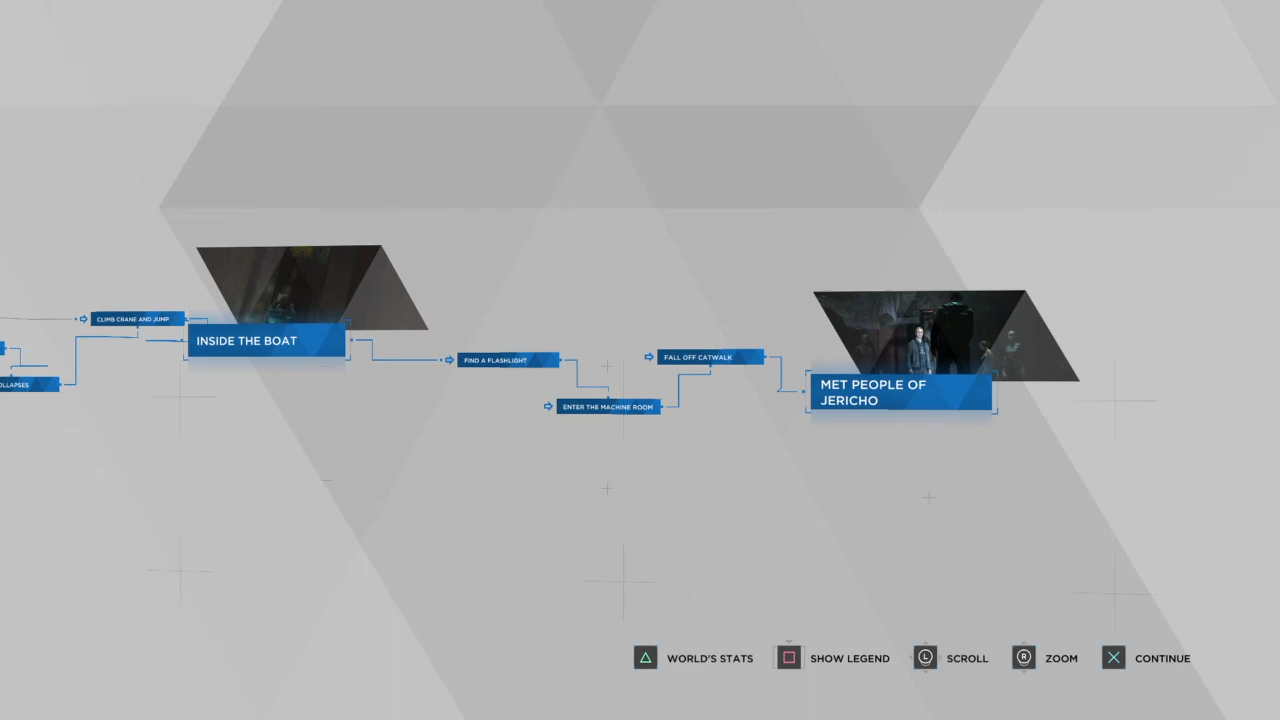 CLIMB CRANE AND JUMP
INSIDE THE BOAT
OLLAPSES
FIND A FLASHLIGHT
ENTER THE MACHINE ROOM
FALL OFF CATWALK
MET PEOPLE OF
JERICHO
WORLD'S STATS
SHOW LEGEND
L
SCROLL
R
ZOOM
CONTINUE